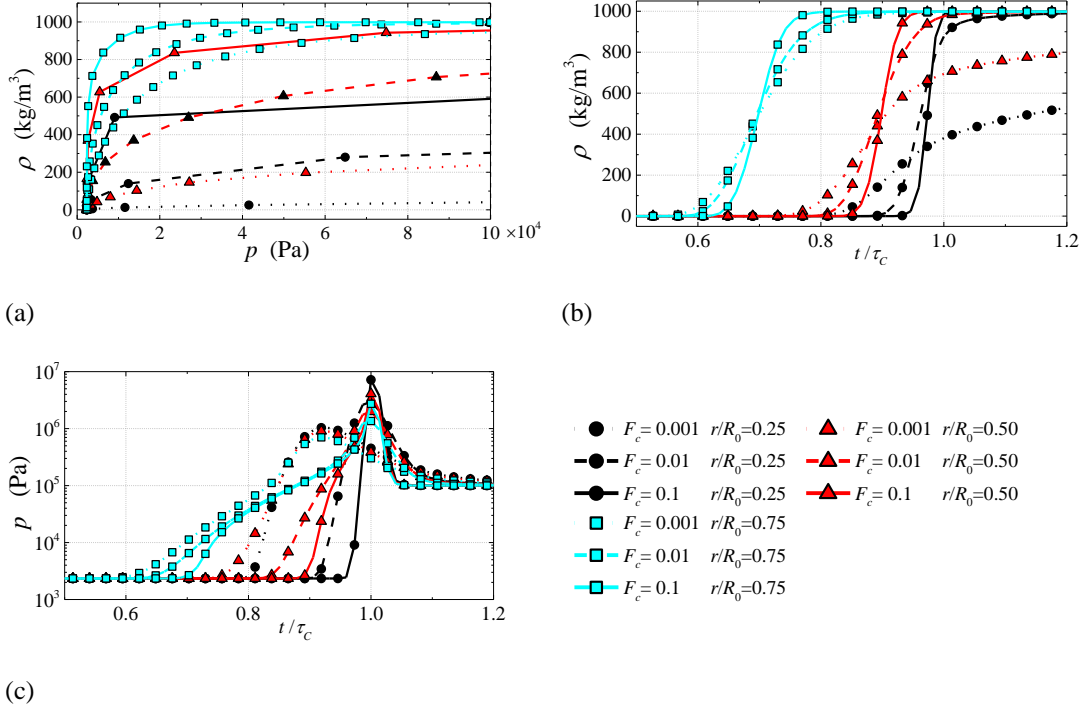 1000
800
600
400
200
0
ρ (kg/m³)
0 2 4 6 8 10 ×10⁴
p (Pa)
(a)
1000
800
600
400
200
0
ρ (kg/m³)
0.6 0.8 1.0 1.2
t/τ_C
(b)
10⁷
10⁶
10⁵
10⁴
10³
p (Pa)
0.6 0.8 1.0 1.2
t/τ_C
(c)
F_c= 0.001 r/R₀=0.25 F_c= 0.001 r/R₀=0.50
F_c= 0.01 r/R₀=0.25 F_c= 0.01 r/R₀=0.50
F_c= 0.1 r/R₀=0.25 F_c= 0.1 r/R₀=0.50
F_c= 0.001 r/R₀=0.75
F_c= 0.01 r/R₀=0.75
F_c= 0.1 r/R₀=0.75